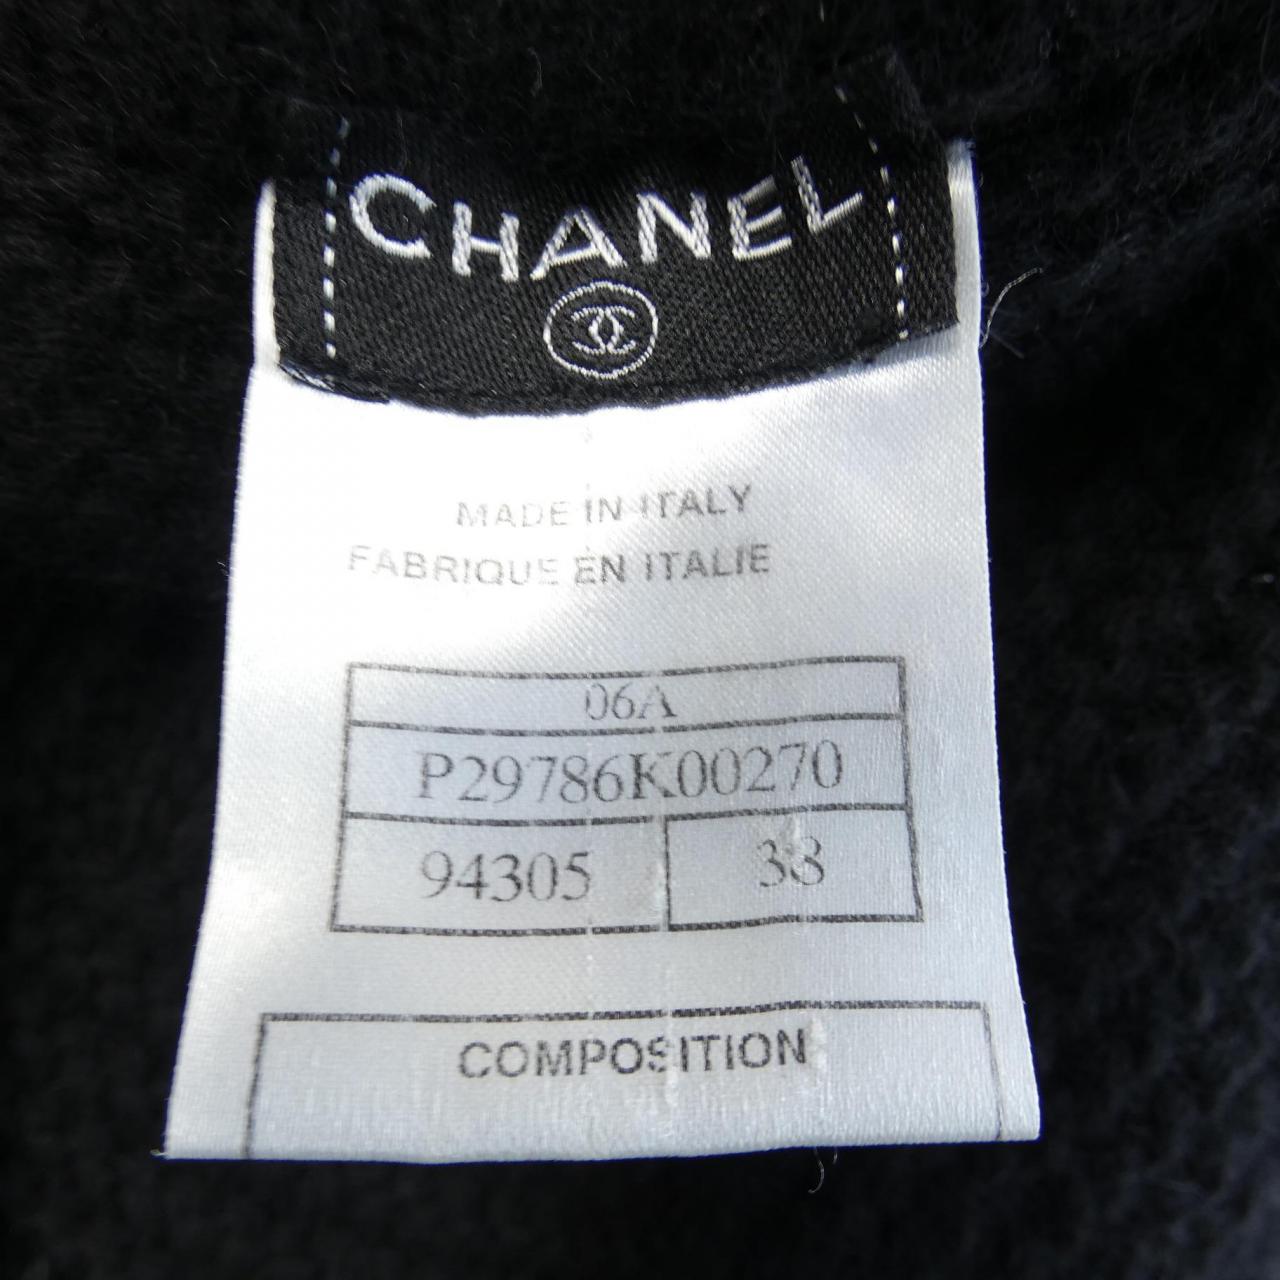 CHANEL
MADE IN ITALY
FABRIQUE EN ITALIE
06A
P29786K00270
94305 38
COMPOSITION